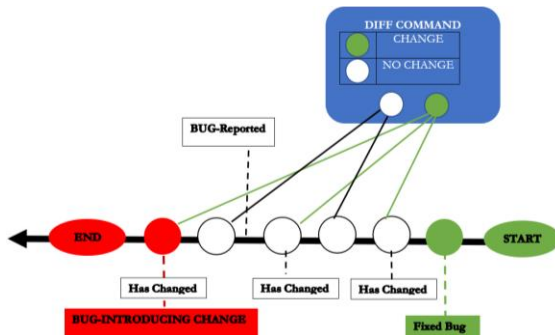 DIFF COMMAND
CHANGE
NO CHANGE
BUG-Reported
END
START
Has Changed
Has Changed
Has Changed
BUG-INTRODUCING CHANGE
Fixed Bug